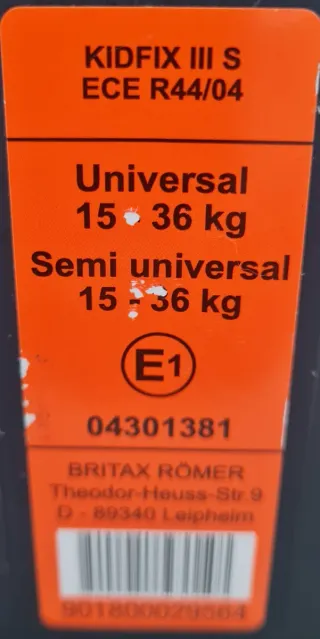 KIDFIX III S
ECE R44/04
Universal
15 - 36 kg
Semi universal
15 - 36 kg
E1
04301381
BRITAX RÖMER
Theodor-Heuss-Str 9
D - 89340 Leipheim